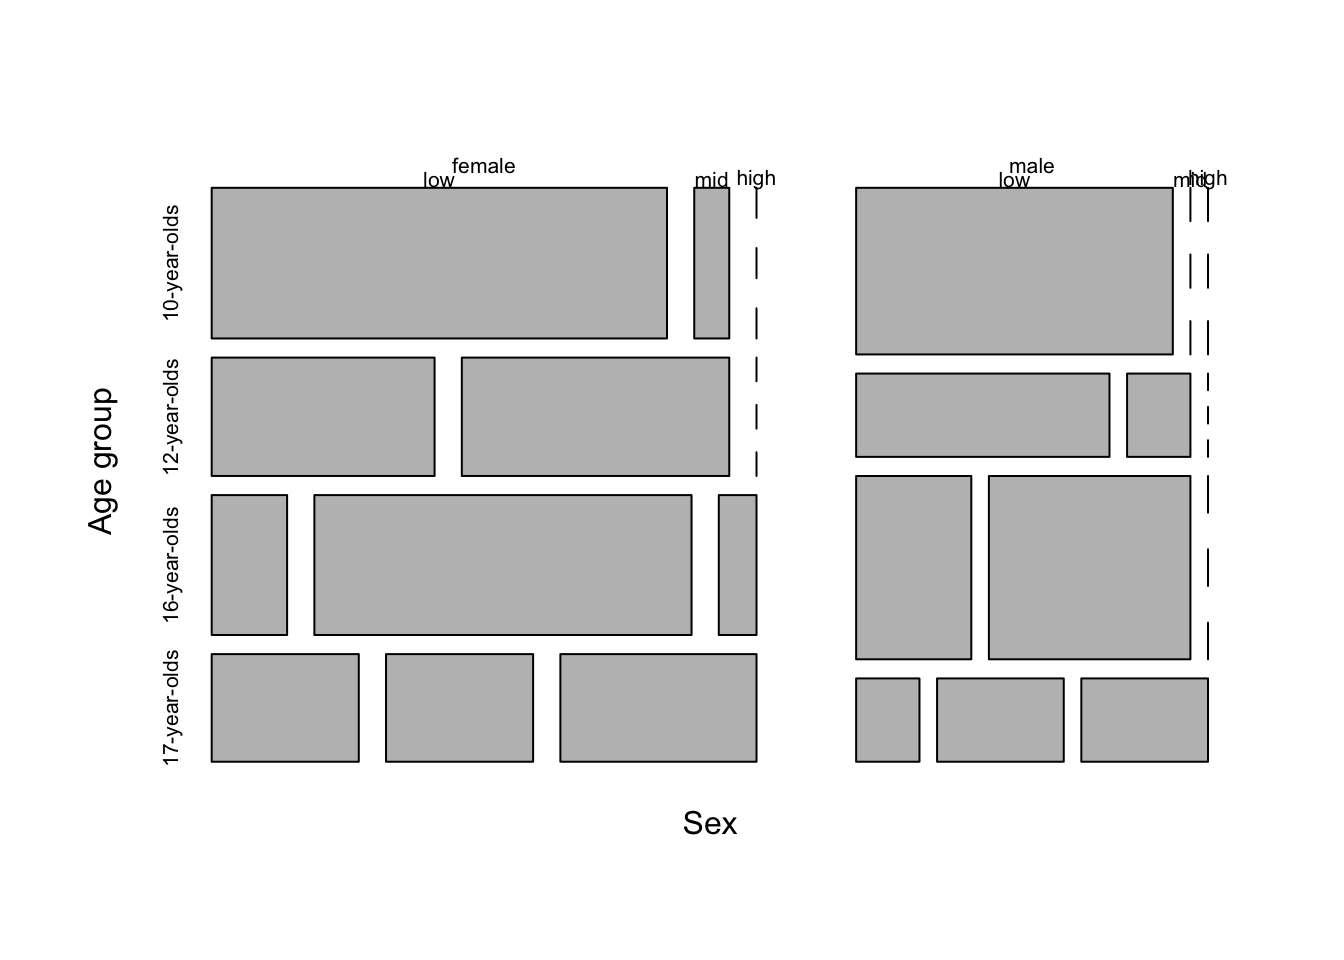 female
male
low
mid
high
low
mid
high
10-year-olds
12-year-olds
16-year-olds
17-year-olds
Age group
Sex